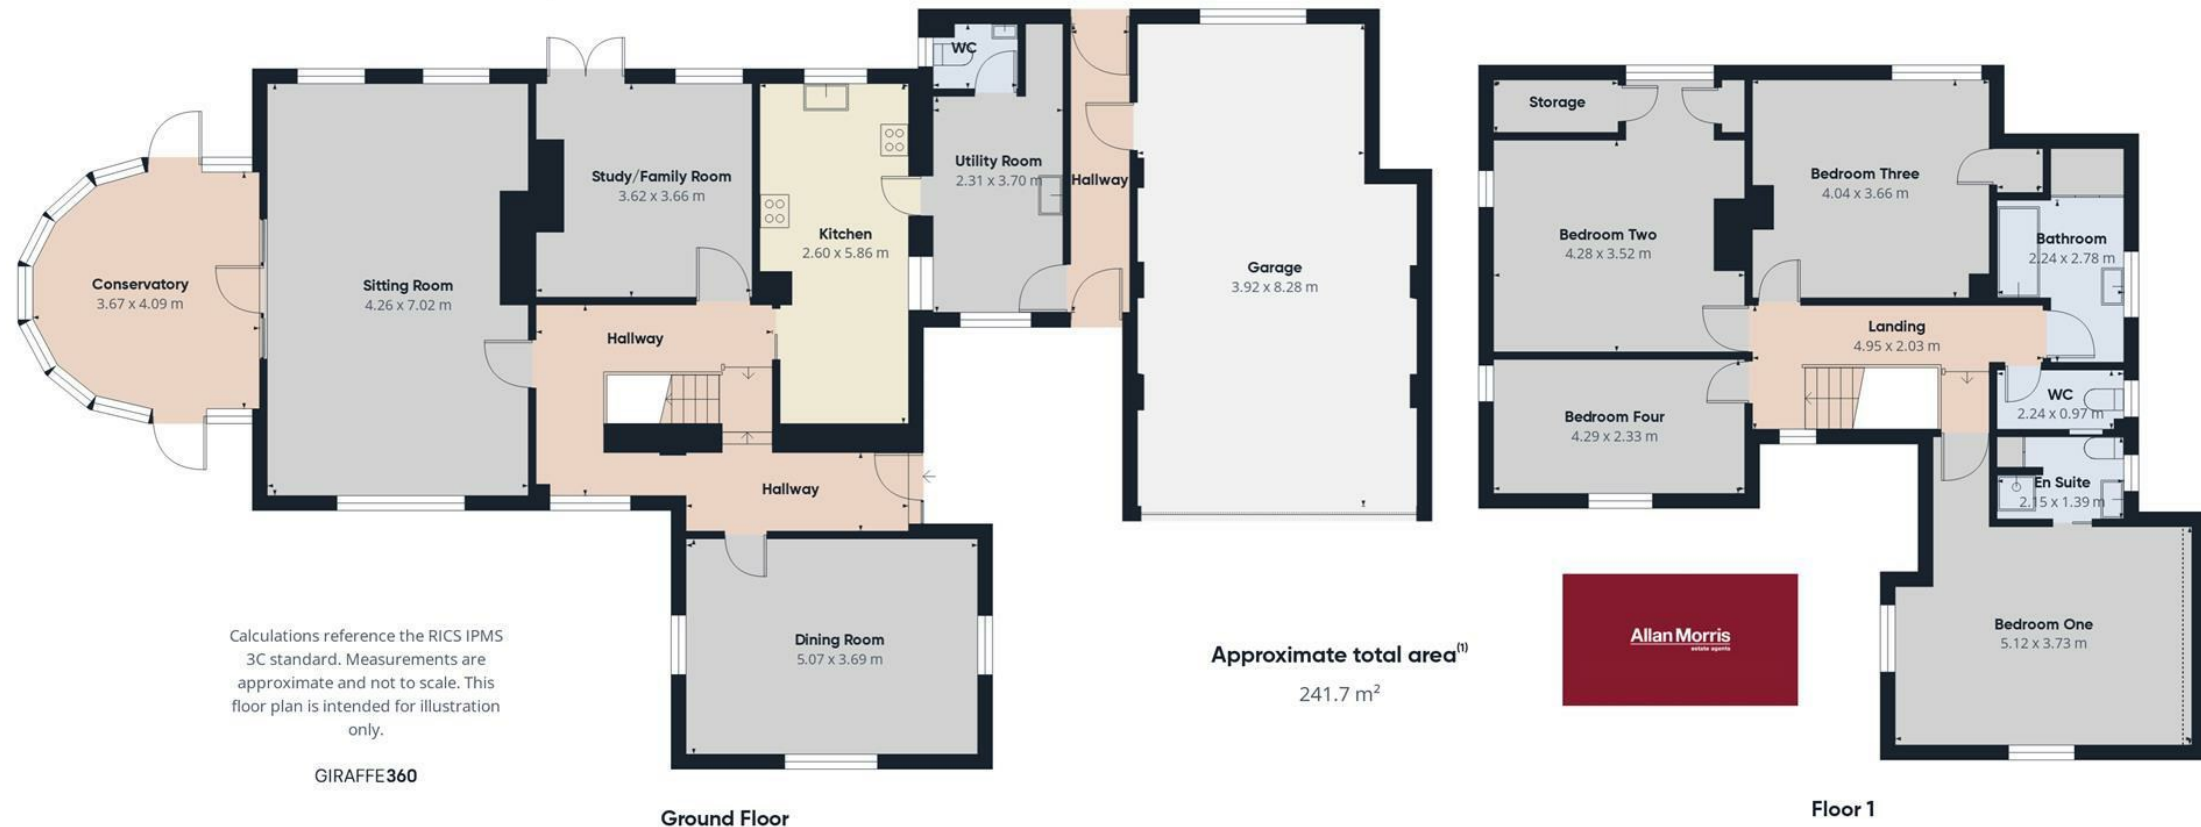 WC
Utility Room
2.31 x 3.70 m
Hallway
Study/Family Room
3.62 x 3.66 m
Kitchen
2.60 x 5.86 m
Conservatory
3.67 x 4.09 m
Sitting Room
4.26 x 7.02 m
Garage
3.92 x 8.28 m
Hallway
Hallway
Dining Room
5.07 x 3.69 m
Calculations reference the RICS IPMS
3C standard. Measurements are
approximate and not to scale. This
floor plan is intended for illustration
only.
GIRAFFE360
Ground Floor
Approximate total area(1)
241.7 m²
Storage
Bedroom Two
4.28 x 3.52 m
Bedroom Three
4.04 x 3.66 m
Bathroom
2.24 x 2.78 m
Landing
4.95 x 2.03 m
WC
2.24 x 0.97 m
Bedroom Four
4.29 x 2.33 m
En Suite
2.15 x 1.39 m
Bedroom One
5.12 x 3.73 m
Allan Morris
estate agents
Floor 1